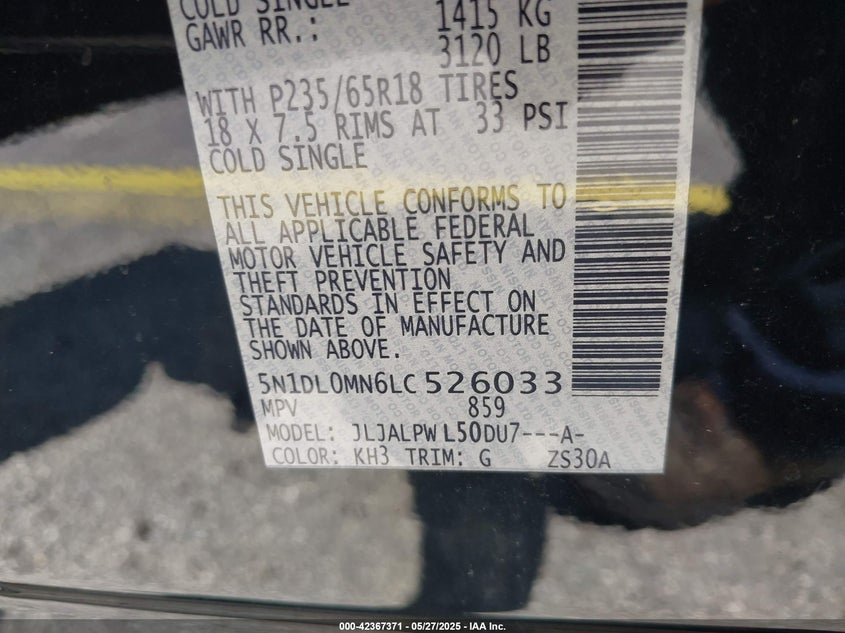 COLD SINGLE
GAWR RR.: 1415 KG
3120 LB
WITH P235/65R18 TIRES
18 X 7.5 RIMS AT 33 PSI
COLD SINGLE
THIS VEHICLE CONFORMS TO
ALL APPLICABLE FEDERAL
MOTOR VEHICLE SAFETY AND
THEFT PREVENTION
STANDARDS IN EFFECT ON
THE DATE OF MANUFACTURE
SHOWN ABOVE.
5N1DL0MN6LC526033
MPV 859
MODEL: JLJALPWL50DU7---A-
COLOR: KH3 TRIM: G ZS30A
000-42367371 - 05/27/2025 - IAA Inc.